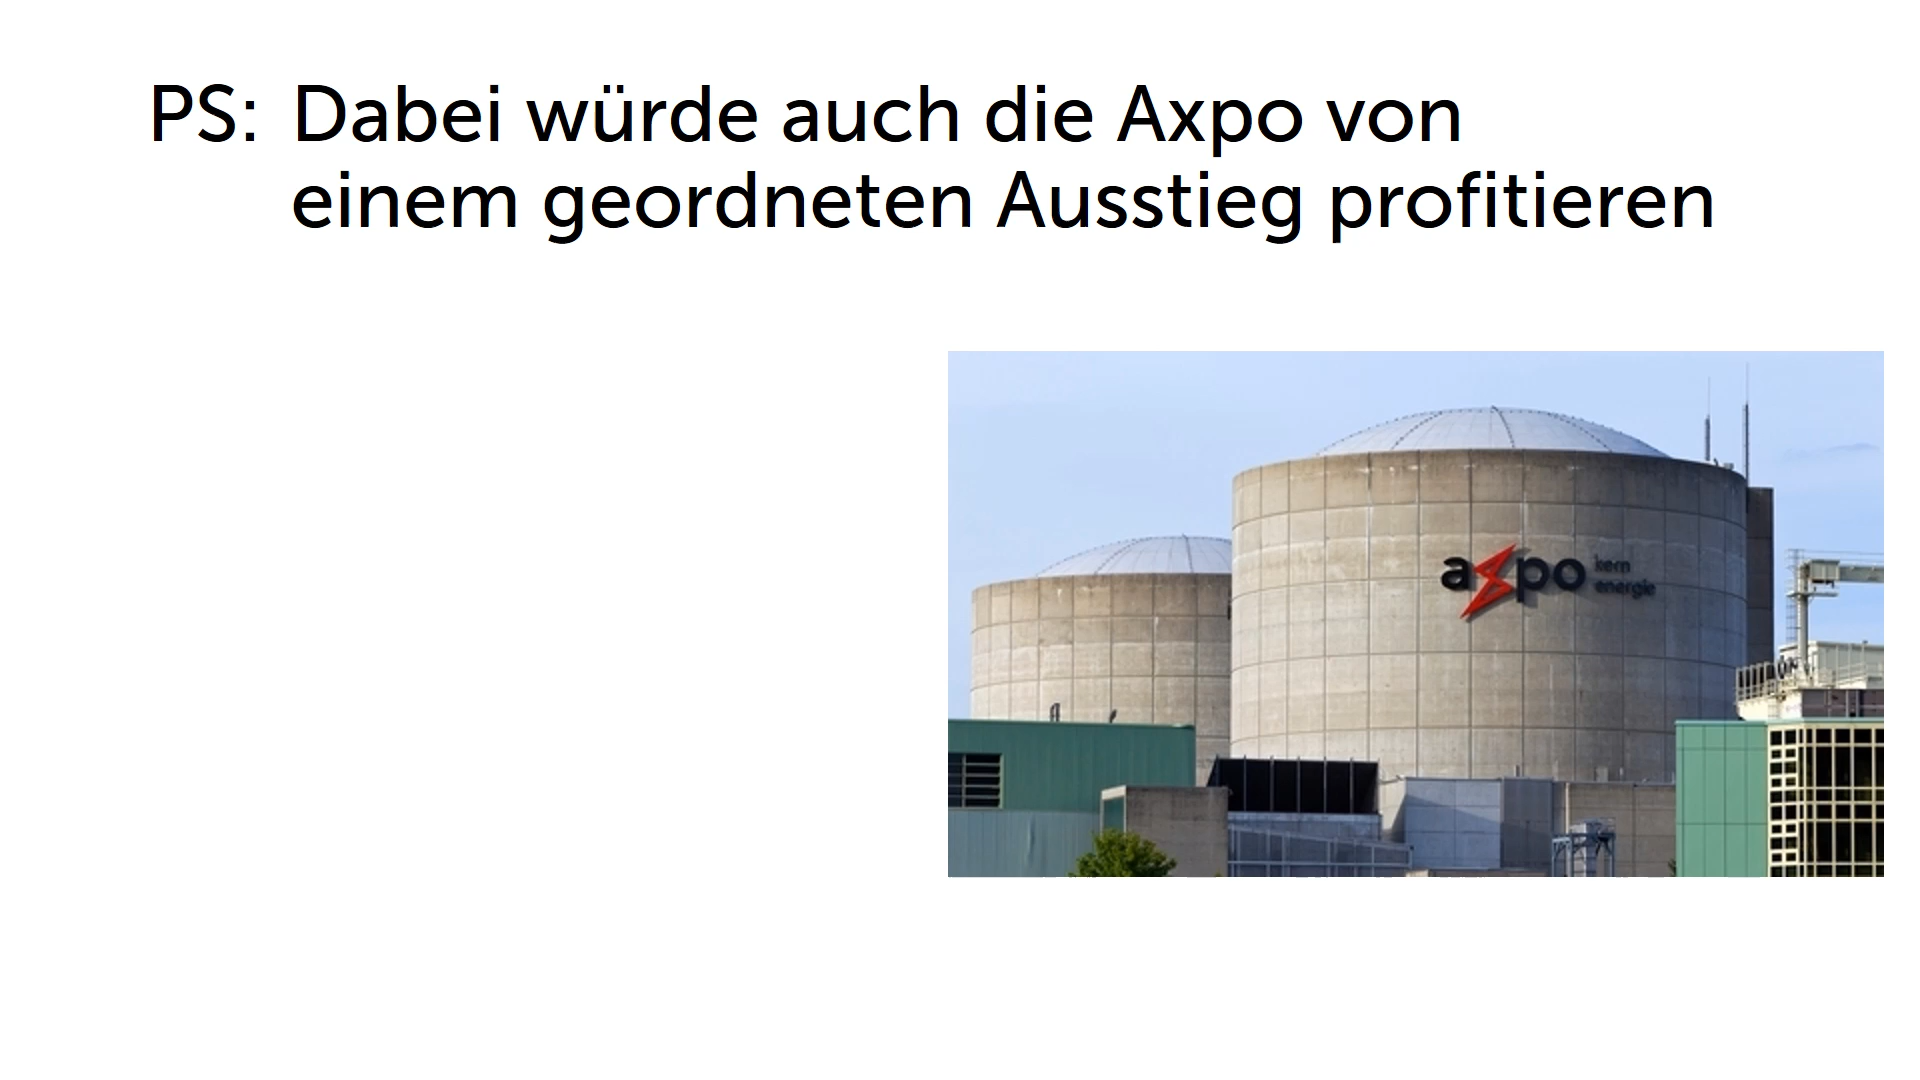 PS: Dabei würde auch die Axpo von
einem geordneten Ausstieg profitieren
axpo kern
energie